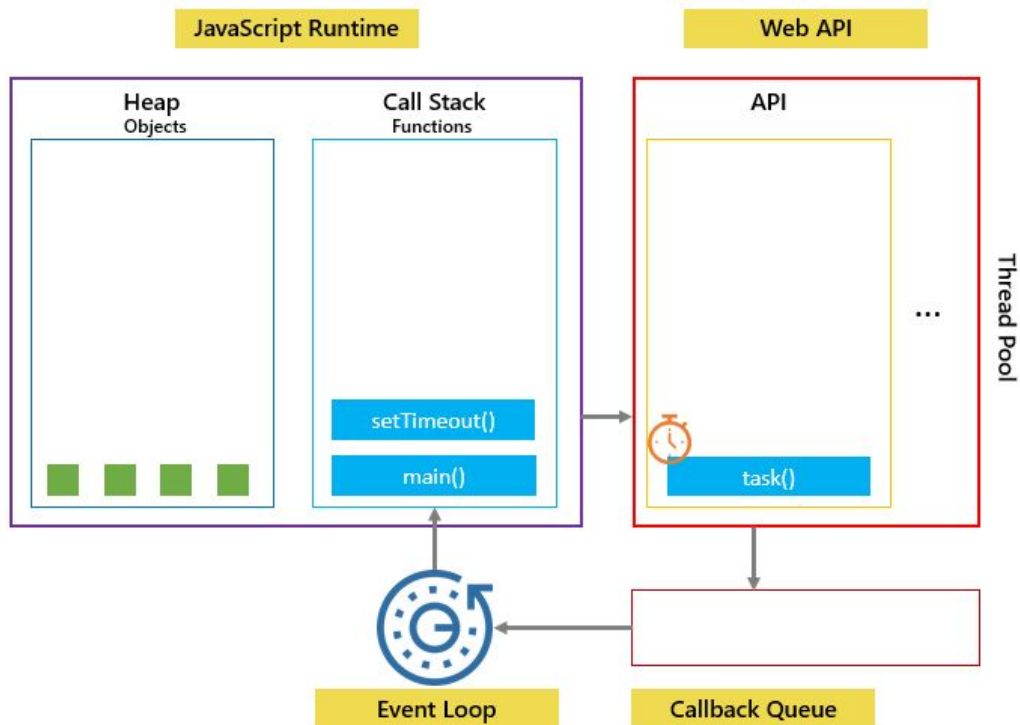 JavaScript Runtime
Web API
Heap
Objects
Call Stack
Functions
API
Thread Pool
...
setTimeout()
main()
task()
Event Loop
Callback Queue